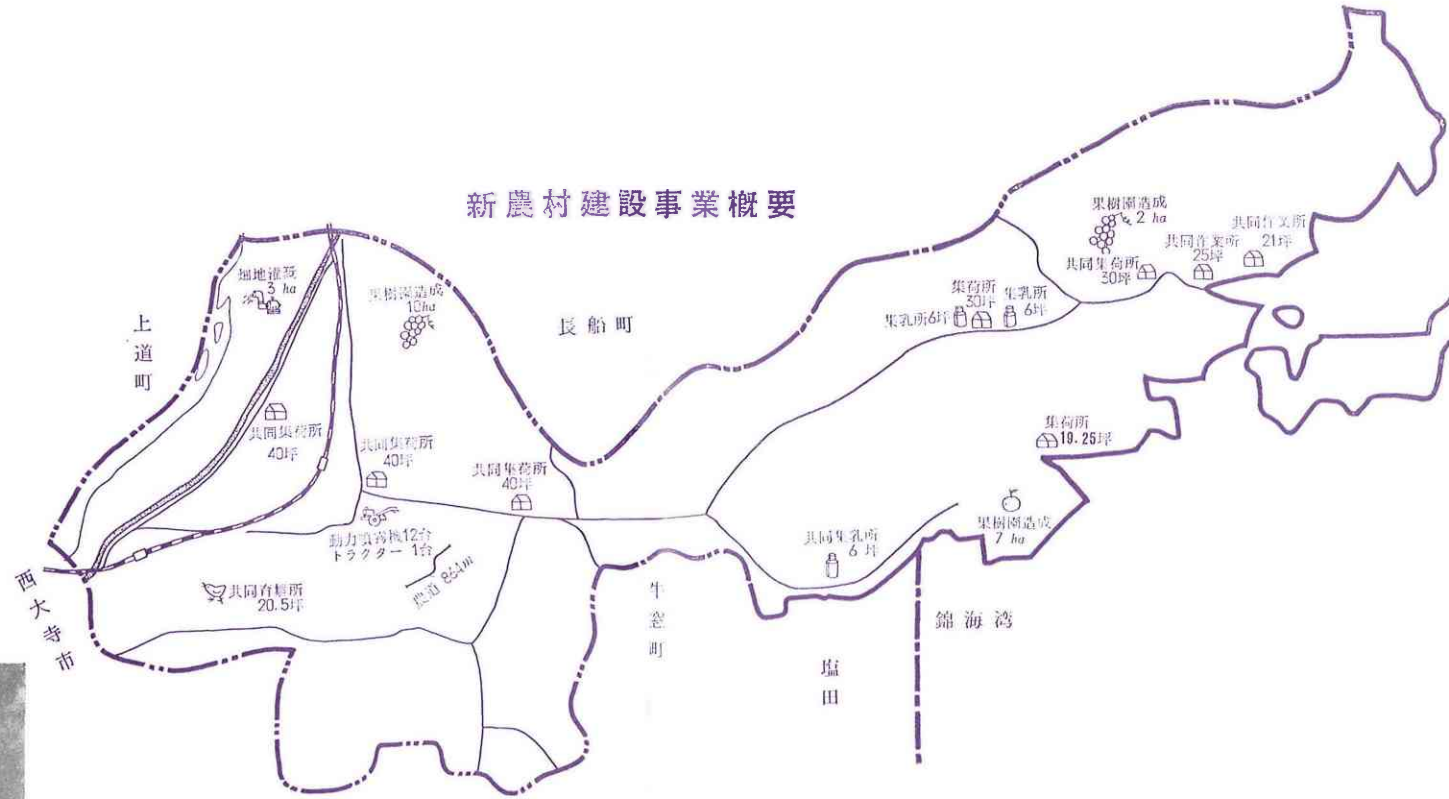 新農村建設事業概要
果樹園造成
2 ha
共同作業所
21坪
共同作業所
25坪
共同集荷所
30坪
集荷所
30坪
集乳所
6坪
集乳所6坪
畑地灌漑
3 ha
果樹園造成
10ha
長船町
上道町
共同集荷所
40坪
共同集荷所
40坪
共同集荷所
40坪
集荷所
19.25坪
果樹園造成
7 ha
動力噴霧機12台
トラクター 1台
農道 864m
共同集乳所
6 坪
共同育雛所
20.5坪
西大寺市
牛窓町
塩田
錦海湾